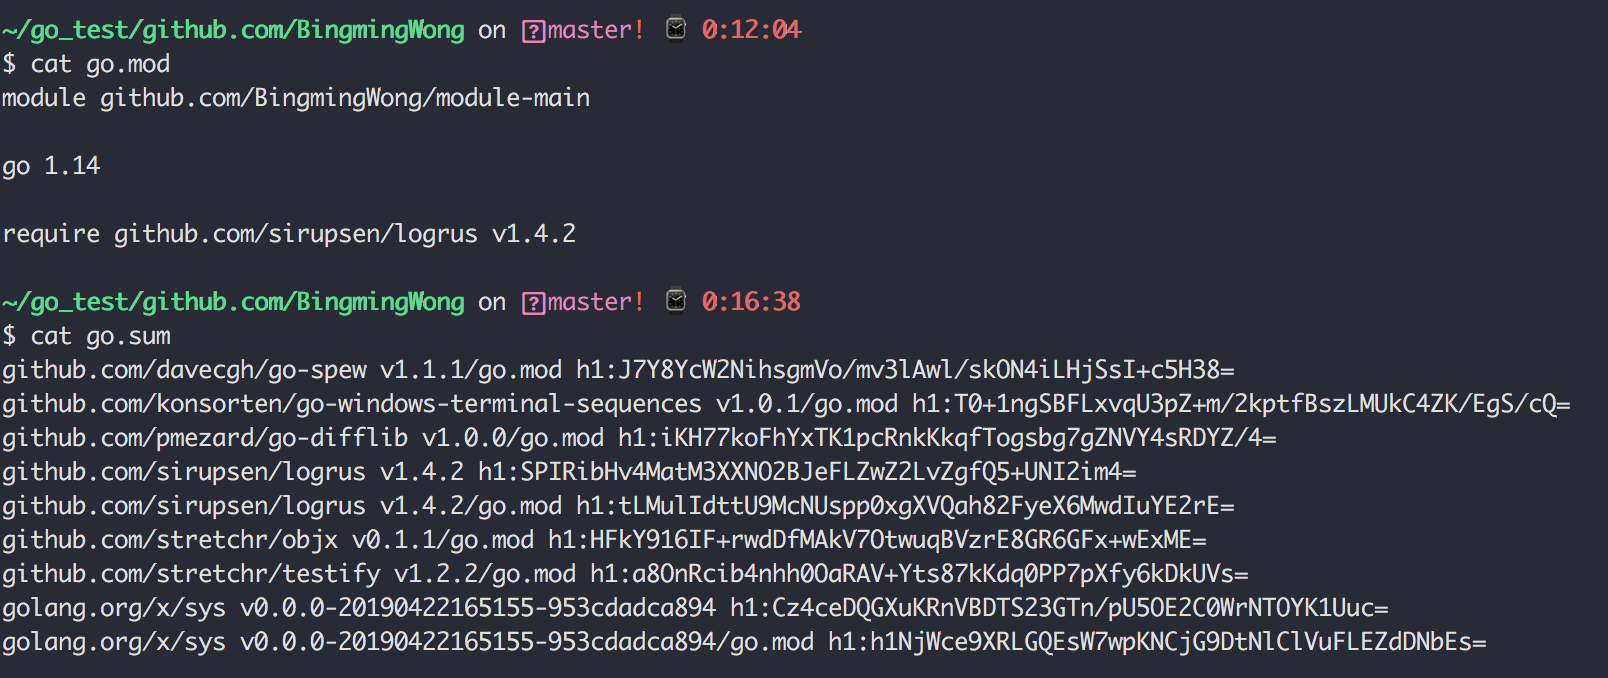 ~/go_test/github.com/BingmingWong on master! 0:12:04
$ cat go.mod
module github.com/BingmingWong/module-main
go 1.14
require github.com/sirupsen/logrus v1.4.2
~/go_test/github.com/BingmingWong on master! 0:16:38
$ cat go.sum
github.com/davecgh/go-spew v1.1.1/go.mod h1:J7Y8YcW2NihsgmVo/mv3lAwl/skON4iLHjSsI+c5H38=
github.com/konsorten/go-windows-terminal-sequences v1.0.1/go.mod h1:T0+1ngSBFLxvqU3pZ+m/2kptfBszLMUkC4ZK/EgS/cQ=
github.com/pmezard/go-difflib v1.0.0/go.mod h1:iKH77koFhYxTK1pcRnkKkqfTogsbg7gZNVY4sRDYZ/4=
github.com/sirupsen/logrus v1.4.2 h1:SPIRibHv4MatM3XXNO2BJeFLZwZ2LvZgfQ5+UNI2im4=
github.com/sirupsen/logrus v1.4.2/go.mod h1:tLMulIdttU9McNUspp0xgXVQah82FyeX6MwdIuYE2rE=
github.com/stretchr/objx v0.1.1/go.mod h1:HFkY916IF+rwdDfMAkV7OtwuqBVzrE8GR6GFx+wExME=
github.com/stretchr/testify v1.2.2/go.mod h1:a8OnRcib4nhh0OaRAV+Yts87kKdq0PP7pXfy6kDkUVs=
golang.org/x/sys v0.0.0-20190422165155-953cdadca894 h1:Cz4ceDQGXuKRnVBDTS23GTn/pU5OE2C0WrNTOYK1Uuc=
golang.org/x/sys v0.0.0-20190422165155-953cdadca894/go.mod h1:h1NjWce9XRLGQEsW7wpKNCjG9DtNlClVuFLEZdDNbEs=